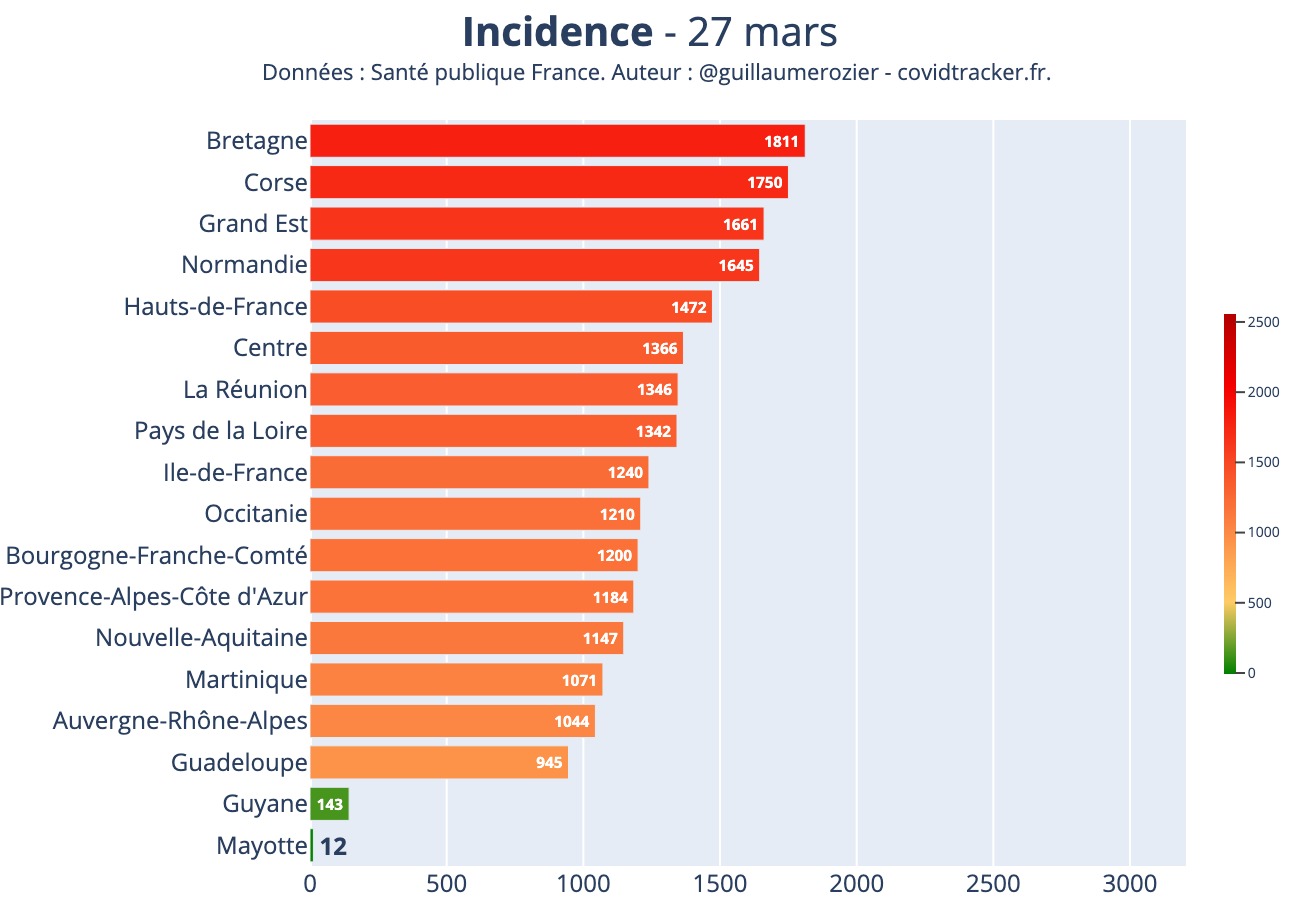 Incidence - 27 mars
Données : Santé publique France. Auteur : @guillaumerozier - covidtracker.fr.
Bretagne 1811
Corse 1750
Grand Est 1661
Normandie 1645
Hauts-de-France 1472
Centre 1366
La Réunion 1346
Pays de la Loire 1342
Ile-de-France 1240
Occitanie 1210
Bourgogne-Franche-Comté 1200
Provence-Alpes-Côte d'Azur 1184
Nouvelle-Aquitaine 1147
Martinique 1071
Auvergne-Rhône-Alpes 1044
Guadeloupe 945
Guyane 143
Mayotte 12
0 500 1000 1500 2000 2500 3000
2500
2000
1500
1000
500
0